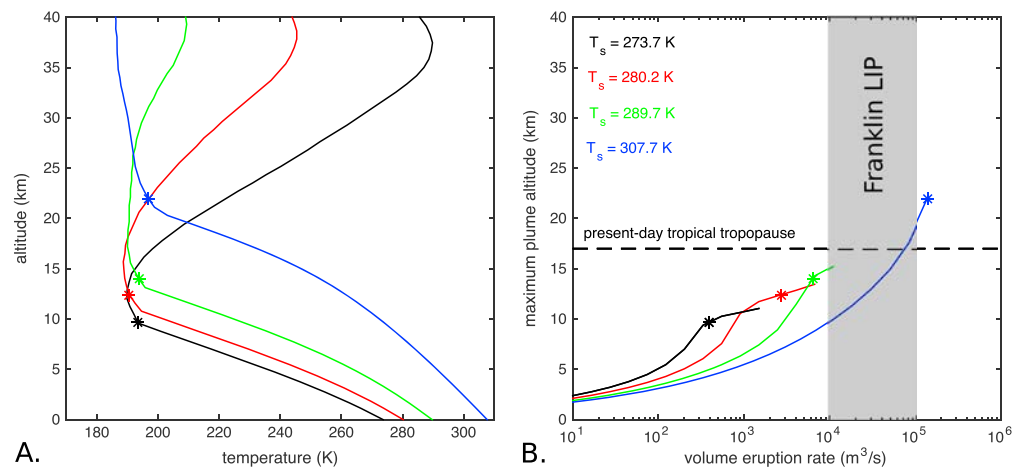 40
35
30
25
20
15
10
5
0
altitude (km)
180 200 220 240 260 280 300
temperature (K)
A.
40
35
30
25
20
15
10
5
0
maximum plume altitude (km)
T_s = 273.7 K
T_s = 280.2 K
T_s = 289.7 K
T_s = 307.7 K
Franklin LIP
present-day tropical tropopause
10^1 10^2 10^3 10^4 10^5 10^6
volume eruption rate (m^3/s)
B.